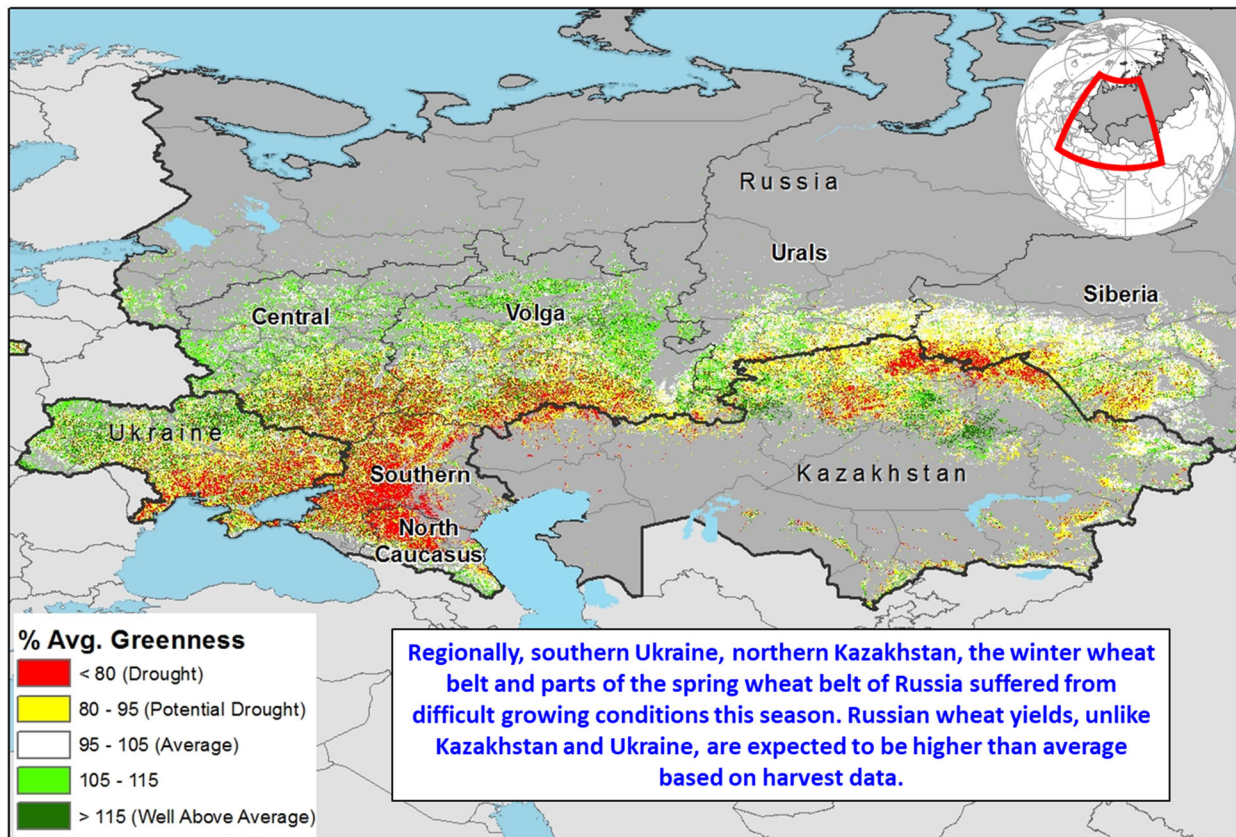 Russia
Urals
Siberia
Central
Volga
Ukraine
Southern
Kazakhstan
North
Caucasus
% Avg. Greenness
< 80 (Drought)
80 - 95 (Potential Drought)
95 - 105 (Average)
105 - 115
> 115 (Well Above Average)
Regionally, southern Ukraine, northern Kazakhstan, the winter wheat
belt and parts of the spring wheat belt of Russia suffered from
difficult growing conditions this season. Russian wheat yields, unlike
Kazakhstan and Ukraine, are expected to be higher than average
based on harvest data.